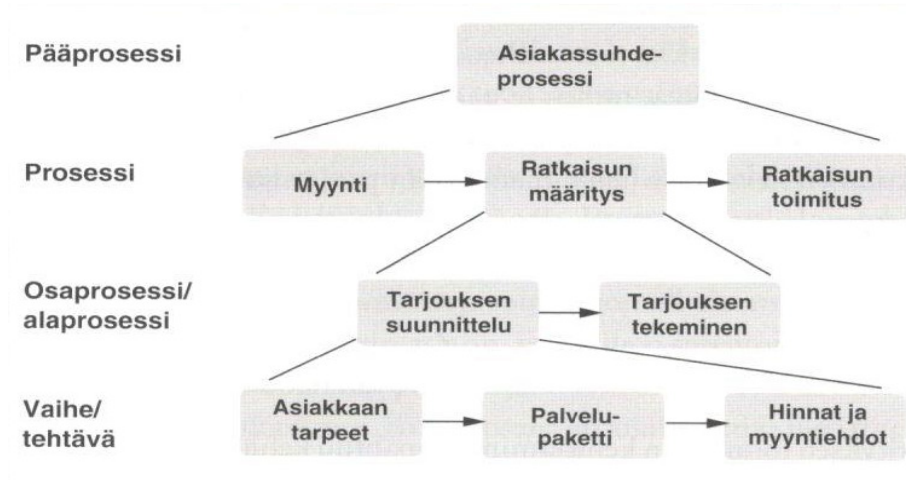 Pääprosessi
Asiakassuhde-
prosessi
Prosessi
Myynti
Ratkaisun
määritys
Ratkaisun
toimitus
Osaprosessi/
alaprosessi
Tarjouksen
suunnittelu
Tarjouksen
tekeminen
Vaihe/
tehtävä
Asiakkaan
tarpeet
Palvelu-
paketti
Hinnat ja
myyntiehdot